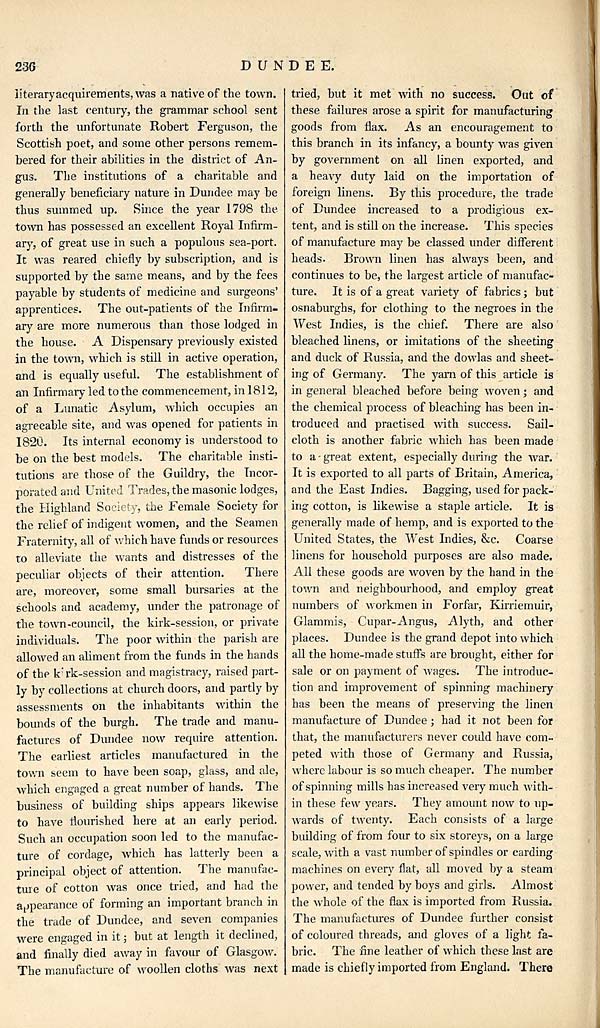 236
DUNDEE.
literary acquirements, was a native of the town.
In the last century, the grammar school sent
forth the unfortunate Robert Ferguson, the
Scottish poet, and some other persons remem-
bered for their abilities in the district of An-
gus. The institutions of a charitable and
generally beneficiary nature in Dundee may be
thus summed up. Since the year 1798 the
town has possessed an excellent Royal Infirm-
ary, of great use in such a populous sea-port.
It was reared chiefly by subscription, and is
supported by the same means, and by the fees
payable by students of medicine and surgeons'
apprentices. The out-patients of the Infirm-
ary are more numerous than those lodged in
the house. A Dispensary previously existed
in the town, which is still in active operation,
and is equally useful. The establishment of
an Infirmary led to the commencement, in 1812,
of a Lunatic Asylum, which occupies an
agreeable site, and was opened for patients in
1820. Its internal economy is understood to
be on the best models. The charitable insti-
tutions are those of the Guildry, the Incor-
porated and United Trades, the masonic lodges,
the Highland Society, the Female Society for
the relief of indigent women, and the Seamen
Fraternity, all of which have funds or resources
to alleviate the wants and distresses of the
peculiar objects of their attention. There
are, moreover, some small bursaries at the
schools and academy, under the patronage of
the town-council, the kirk-session, or private
individuals. The poor within the parish are
allowed an aliment from the funds in the hands
of the k'rk-session and magistracy, raised part-
ly by collections at church doors, and partly by
assessments on the inhabitants within the
bounds of the burgh. The trade and manu-
factures of Dundee now require attention.
The earliest articles manufactured in the
town seem to have been soap, glass, and ale,
which engaged a great number of hands. The
business of building ships appears likewise
to have flourished here at an early period.
Such an occupation soon led to the manufac-
ture of cordage, which has latterly been a
principal object of attention. The manufac-
ture of cotton was once tried, and had the
appearance of forming an important branch in
the trade of Dundee, and seven companies
were engaged in it; but at length it declined,
and finally died away in favour of Glasgow.
The manufacture of woollen cloths was next
tried, but it met with no success. Out of
these failures arose a spirit for manufacturing
goods from flax. As an encouragement to
this branch in its infancy, a bounty was given
by government on all linen exported, and
a heavy duty laid on the importation of
foreign linens. By this procedure, the trade
of Dundee increased to a prodigious ex-
tent, and is still on the increase. This species
of manufacture may be classed under different
heads. Brown linen has always been, and
continues to be, the largest article of manufac-
ture. It is of a great variety of fabrics; but
osnaburghs, for clothing to the negroes in the
West Indies, is the chief. There are also
bleached linens, or imitations of the sheeting
and duck of Russia, and the dowlas and sheet-
ing of Germany. The yarn of this article is
in general bleached before being woven; and
the chemical process of bleaching has been in-
troduced and practised with success. Sail-
cloth is another fabric which has been made
to a great extent, especially during the war.
It is exported to all parts of Britain, America,
and the East Indies. Bagging, used for pack-
ing cotton, is likewise a staple article. It is
generally made of hemp, and is exported to the
United States, the West Indies, &c. Coarse
linens for household purposes are also made.
All these goods are woven by the hand in the
town and neighbourhood, and employ great
numbers of workmen in Forfar, Kirriemuir,
Glammis, Cupar-Angus, Alyth, and other
places. Dundee is the grand depot into which
all the home-made stuffs are brought, either for
sale or on payment of wages. The introduc-
tion and improvement of spinning machinery
has been the means of preserving the linen
manufacture of Dundee; had it not been for
that, the manufacturers never could have com-
peted with those of Germany and Russia,
where labour is so much cheaper. The number
of spinning mills has increased very much with-
in these few years. They amount now to up-
wards of twenty. Each consists of a large
building of from four to six storeys, on a large
scale, with a vast number of spindles or carding
machines on every flat, all moved by a steam
power, and tended by boys and girls. Almost
the whole of the flax is imported from Russia.
The manufactures of Dundee further consist
of coloured threads, and gloves of a light fa-
bric. The fine leather of which these last are
made is chiefly imported from England. There